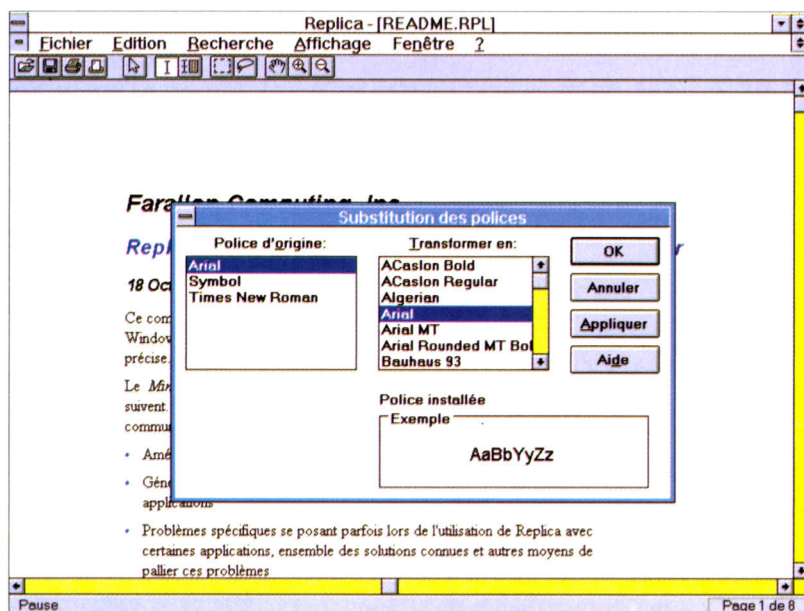 Replica - [README.RPL]
Fichier Edition Recherche Affichage Fenêtre ?
Farallon Computing, Inc.
Repl
r
18 Oc
Ce com
Window
précise.
Le Mir
suivent.
commu
• Amé
• Géné
applications
• Problèmes spécifiques se posant parfois lors de l'utilisation de Replica avec
certaines applications, ensemble des solutions connues et autres moyens de
pallier ces problèmes
Substitution des polices
Police d'origine:
Arial
Symbol
Times New Roman
Transformer en:
ACaslon Bold
ACaslon Regular
Algerian
Arial
Arial MT
Arial Rounded MT Bol
Bauhaus 93
OK
Annuler
Appliquer
Aide
Police installée
Exemple
AaBbYyZz
Pause
Page 1 de 8